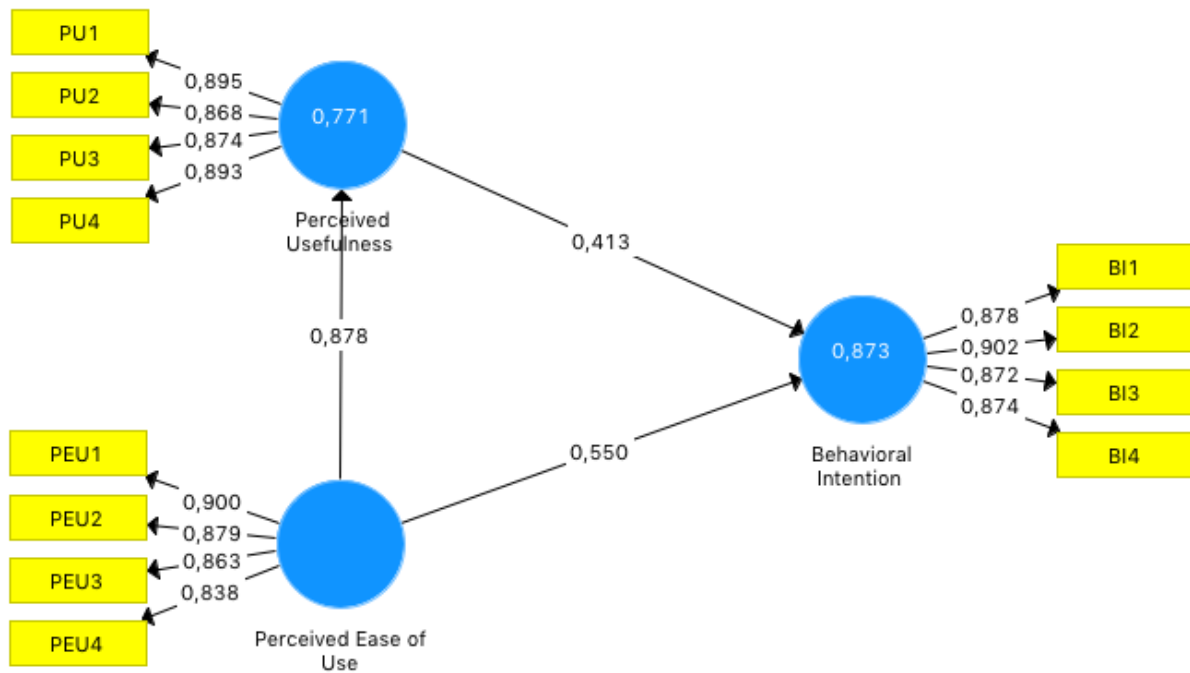 PU1
PU2
PU3
PU4
0,895
0,868
0,874
0,893
0,771
Perceived
Usefulness
0,413
0,878
0,550
0,873
Behavioral
Intention
0,878
0,902
0,872
0,874
BI1
BI2
BI3
BI4
PEU1
PEU2
PEU3
PEU4
0,900
0,879
0,863
0,838
Perceived Ease of
Use